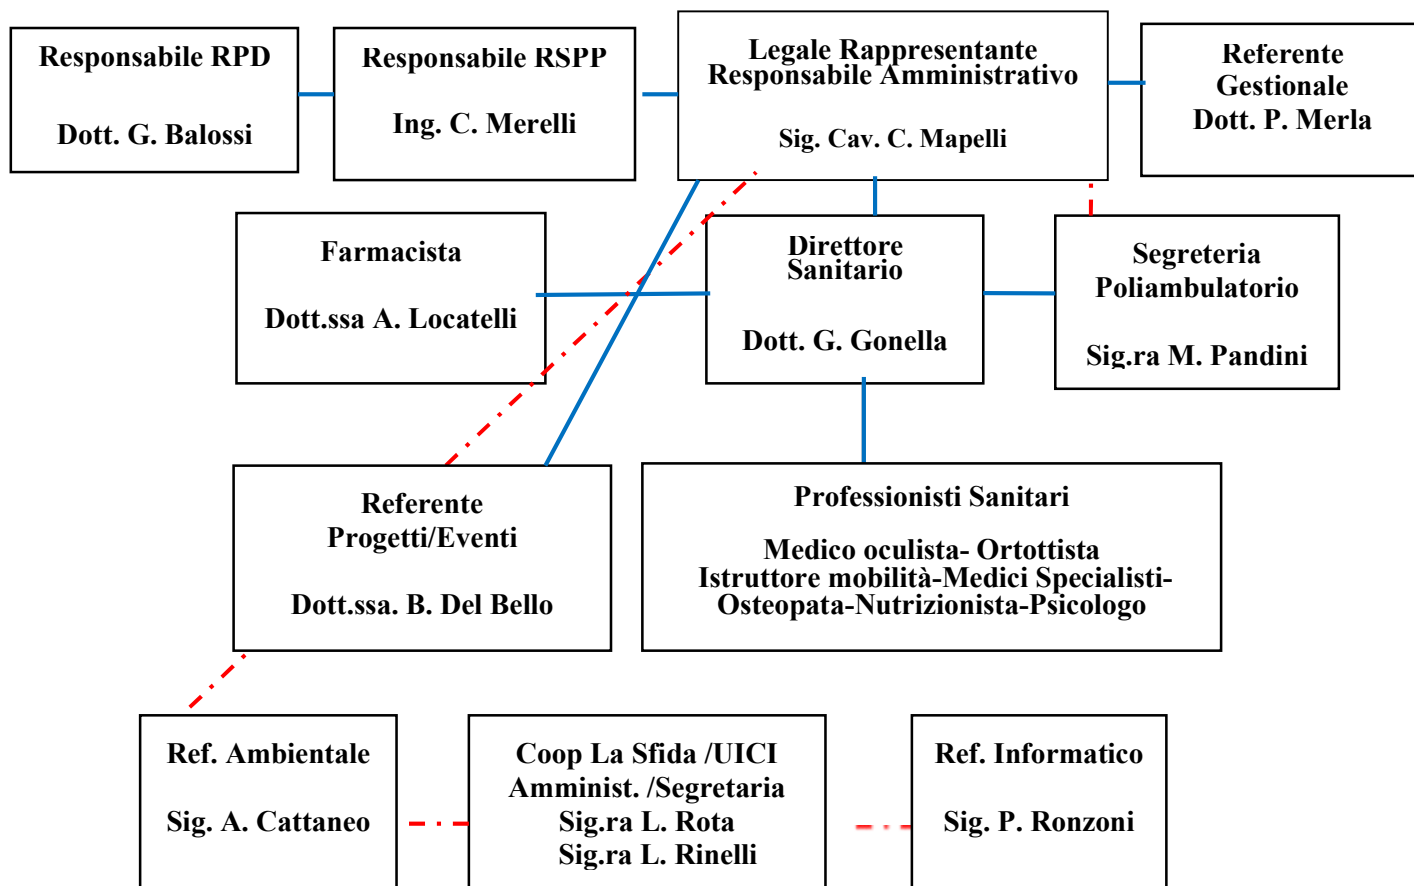 Responsabile RPD
Dott. G. Balossi
Responsabile RSPP
Ing. C. Merelli
Legale Rappresentante
Responsabile Amministrativo
Sig. Cav. C. Mapelli
Referente
Gestionale
Dott. P. Merla
Farmacista
Dott.ssa A. Locatelli
Direttore
Sanitario
Dott. G. Gonella
Segreteria
Poliambulatorio
Sig.ra M. Pandini
Referente
Progetti/Eventi
Dott.ssa. B. Del Bello
Professionisti Sanitari
Medico oculista- Ortottista
Istruttore mobilità-Medici Specialisti-
Osteopata-Nutrizionista-Psicologo
Ref. Ambientale
Sig. A. Cattaneo
Coop La Sfida /UICI
Amminist. /Segretaria
Sig.ra L. Rota
Sig.ra L. Rinelli
Ref. Informatico
Sig. P. Ronzoni